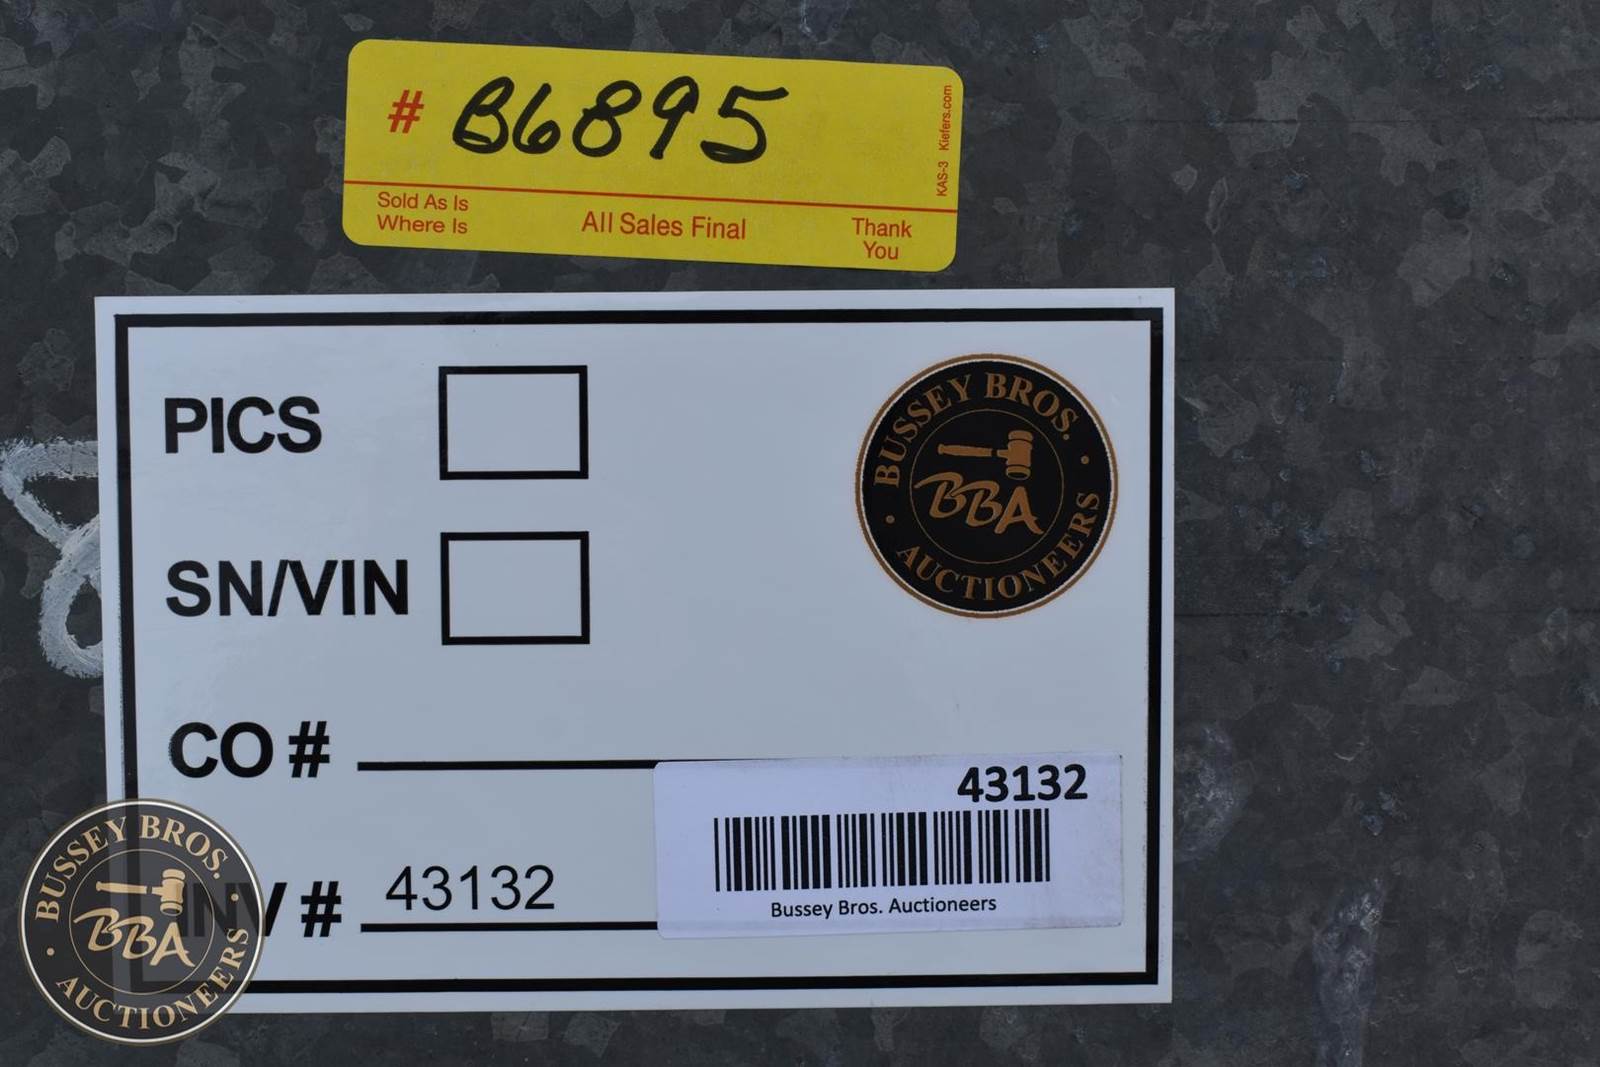 # B6895
KAS-3 Kiefers.com
Sold As Is
Where Is
All Sales Final
Thank
You
PICS
BUSSEY BROS.
BBA
AUCTIONEERS
SN/VIN
CO #
43132
INV # 43132
Bussey Bros. Auctioneers
BUSSEY BROS.
BBA
AUCTIONEERS